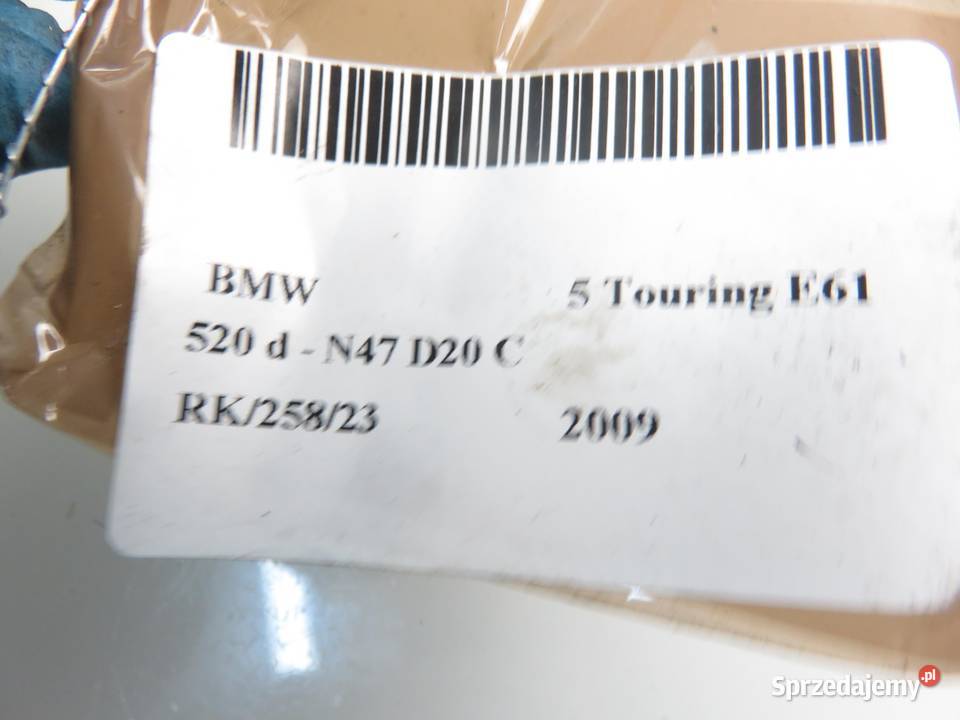 BMW 5 Touring E61
520 d - N47 D20 C
RK/258/23 2009
Sprzedajemy.pl